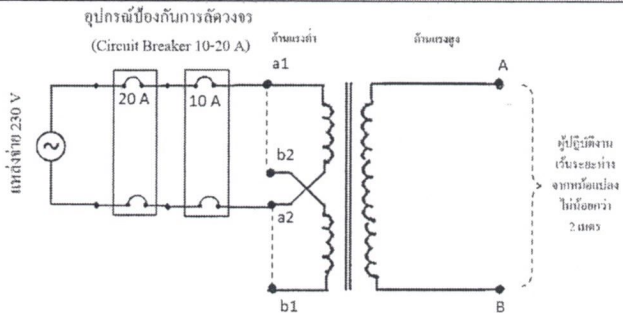 อุปกรณ์ป้องกันการลัดวงจร
(Circuit Breaker 10-20 A)
ด้านแรงต่ำ
ด้านแรงสูง
a1
A
20 A
10 A
แหล่งจ่าย 230 V
b2
a2
ผู้ปฏิบัติงาน
เว้นระยะห่าง
จากหม้อแปลง
ไม่น้อยกว่า
2 เมตร
b1
B